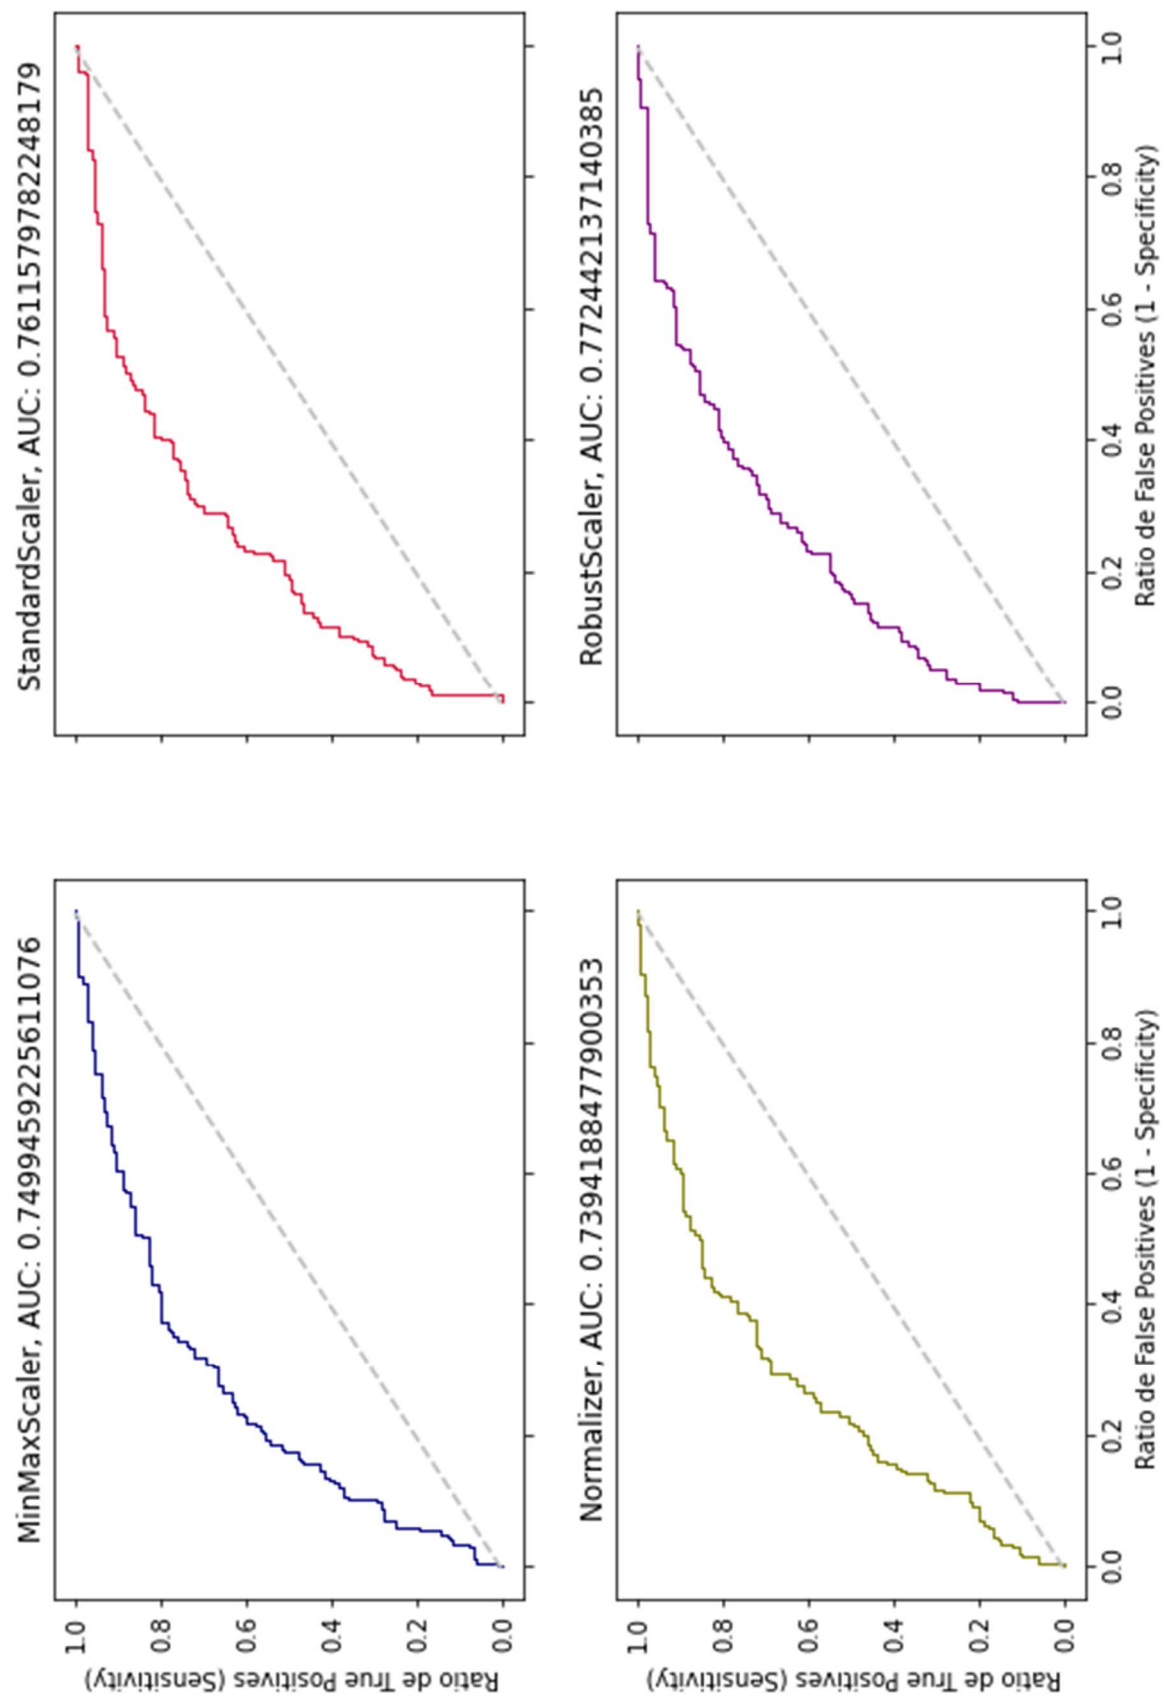 MinMaxScaler, AUC: 0.7499459225611076
StandardScaler, AUC: 0.7611579782248179
Ratio de True Positives (Sensitivity)
1.0
0.8
0.6
0.4
0.2
0.0
Normalizer, AUC: 0.7394188477900353
RobustScaler, AUC: 0.7724421371140385
Ratio de True Positives (Sensitivity)
1.0
0.8
0.6
0.4
0.2
0.0
0.0 0.2 0.4 0.6 0.8 1.0
0.0 0.2 0.4 0.6 0.8 1.0
Ratio de False Positives (1 - Specificity)
Ratio de False Positives (1 - Specificity)